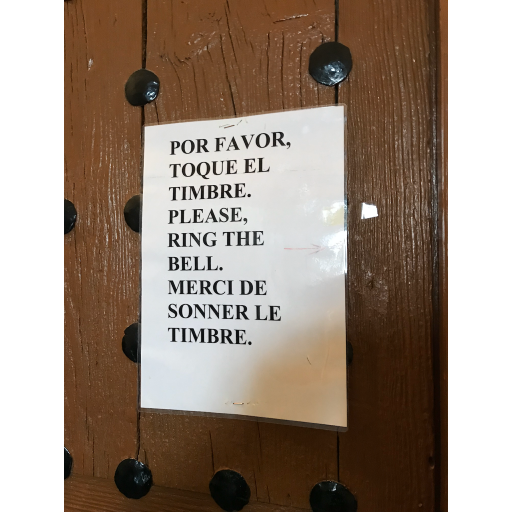 POR FAVOR,
TOQUE EL
TIMBRE.
PLEASE,
RING THE
BELL.
MERCI DE
SONNER LE
TIMBRE.